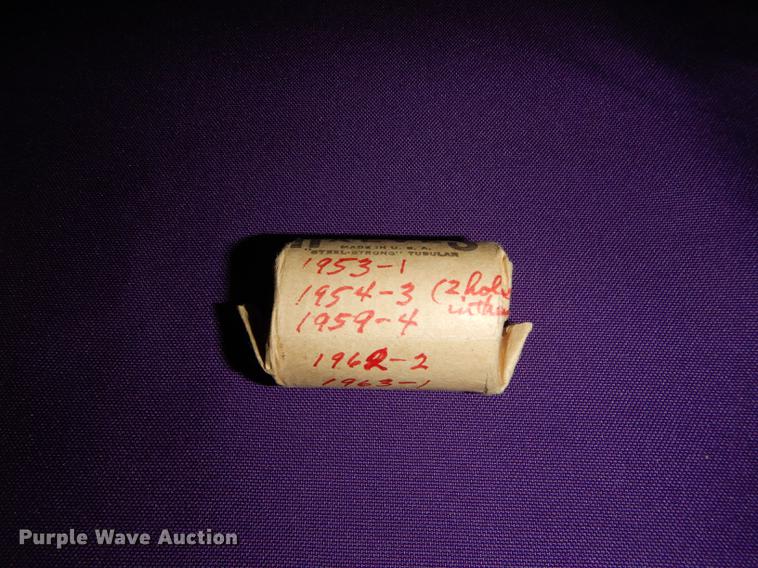 MADE IN U. S. A.
"STEEL-STRONG" TUBULAR
1953-1
1954-3 (2 hole
1959-4
1962-2
1963-1
Purple Wave Auction